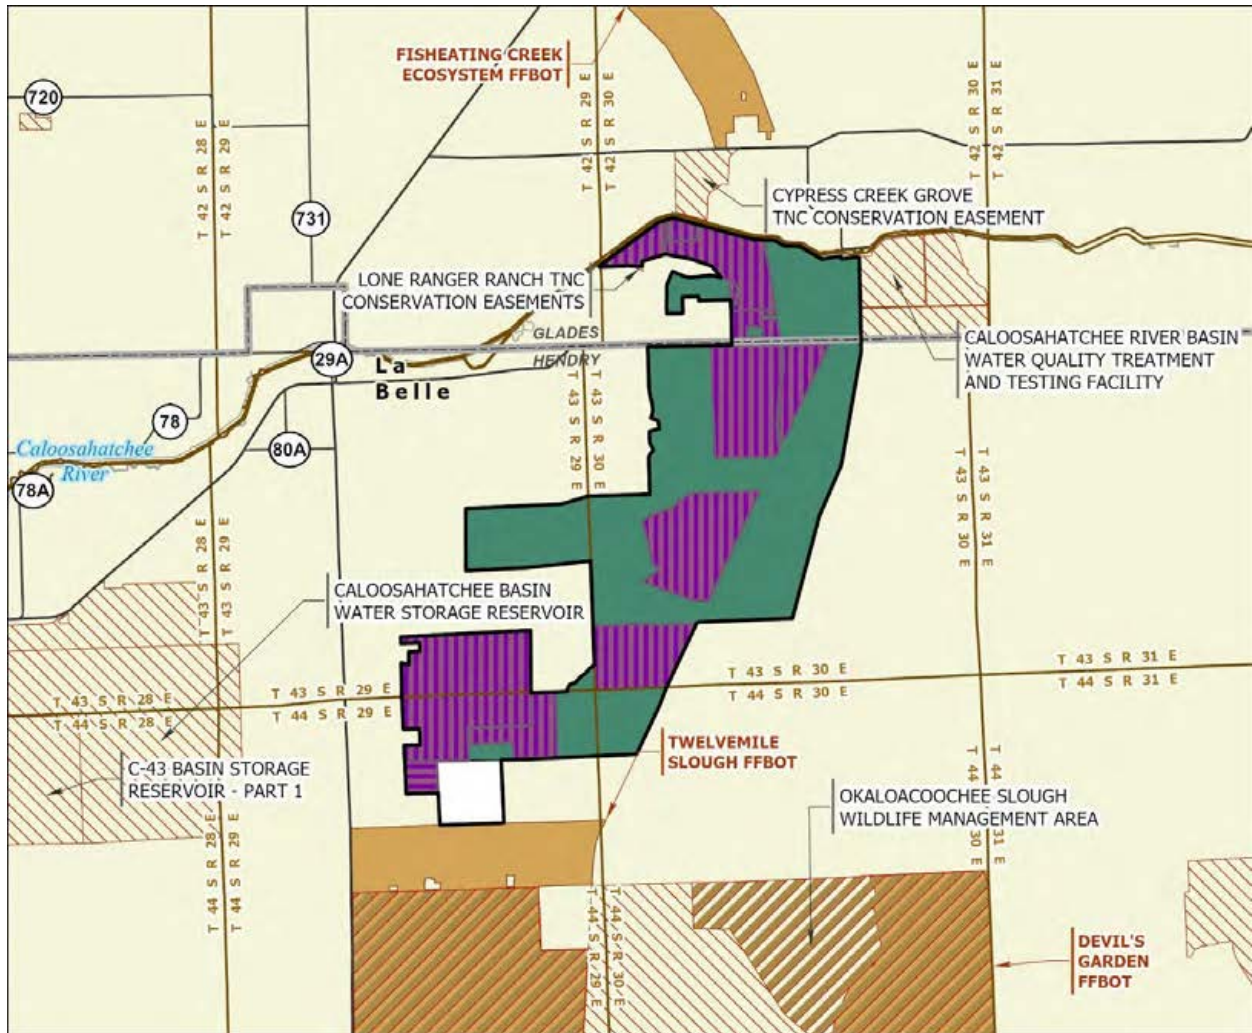 FISHEATING CREEK
ECOSYSTEM FFBOT
720
T 42 S R 28 E
T 42 S R 29 E
T 42 S R 29 E
T 42 S R 30 E
T 42 S R 30 E
T 42 S R 31 E
731
CYPRESS CREEK GROVE
TNC CONSERVATION EASEMENT
LONE RANGER RANCH TNC
CONSERVATION EASEMENTS
GLADES
HENDRY
29A
La
Belle
CALOOSAHATCHEE RIVER BASIN
WATER QUALITY TREATMENT
AND TESTING FACILITY
78
80A
Caloosahatchee
River
78A
T 43 S R 29 E
T 43 S R 30 E
T 43 S R 30 E
T 43 S R 31 E
T 43 S R 28 E
T 43 S R 29 E
CALOOSAHATCHEE BASIN
WATER STORAGE RESERVOIR
T 43 S R 28 E
T 44 S R 28 E
T 43 S R 29 E
T 44 S R 29 E
T 43 S R 30 E
T 44 S R 30 E
T 43 S R 31 E
T 44 S R 31 E
C-43 BASIN STORAGE
RESERVOIR - PART 1
TWELVEMILE
SLOUGH FFBOT
OKALOACOOCHEE SLOUGH
WILDLIFE MANAGEMENT AREA
T 44 S R 28 E
T 44 S R 29 E
T 44 S R 29 E
T 44 S R 30 E
T 44 S R 30 E
T 44 S R 31 E
DEVIL'S
GARDEN
FFBOT